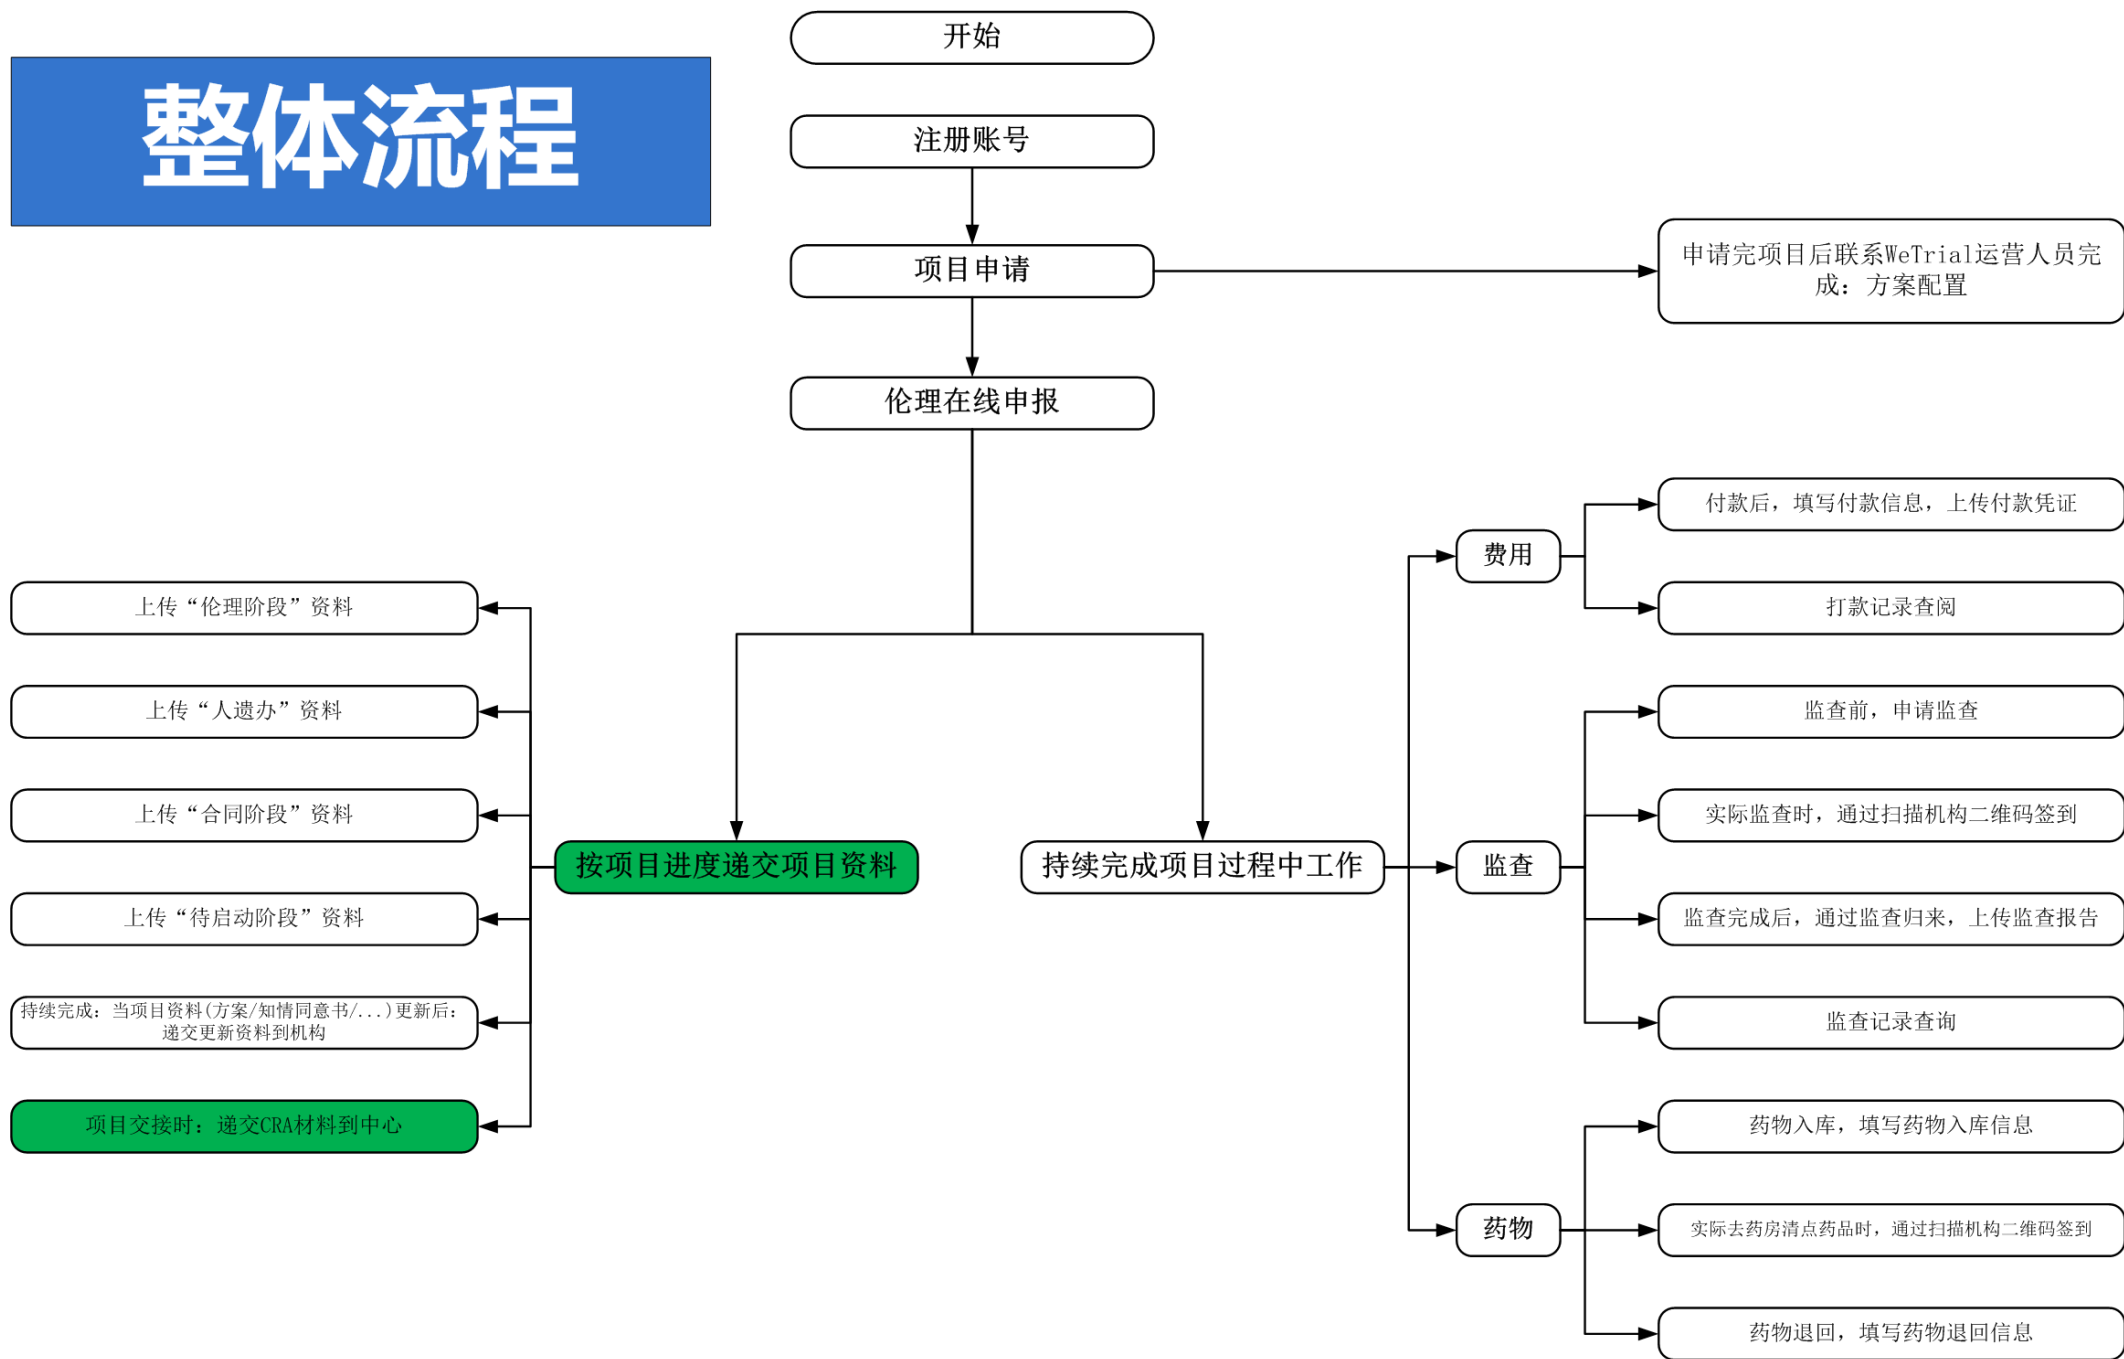 整体流程
开始
注册账号
项目申请
申请完项目后联系WeTrial运营人员完
成：方案配置
伦理在线申报
按项目进度递交项目资料
上传“伦理阶段”资料
上传“人遗办”资料
上传“合同阶段”资料
上传“待启动阶段”资料
持续完成：当项目资料(方案/知情同意书/...)更新后：
递交更新资料到机构
项目交接时：递交CRA材料到中心
持续完成项目过程中工作
费用
付款后，填写付款信息，上传付款凭证
打款记录查阅
监查
监查前，申请监查
实际监查时，通过扫描机构二维码签到
监查完成后，通过监查归来，上传监查报告
监查记录查询
药物
药物入库，填写药物入库信息
实际去药房清点药品时，通过扫描机构二维码签到
药物退回，填写药物退回信息